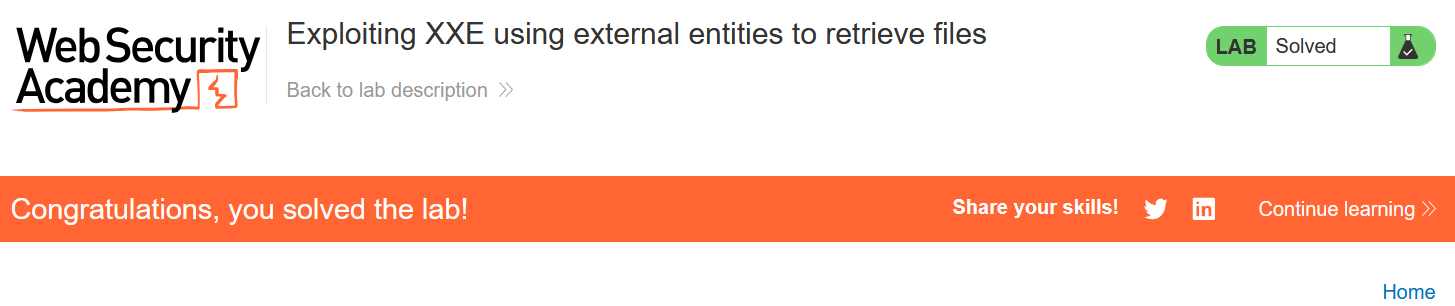 Web Security
Academy
Exploiting XXE using external entities to retrieve files
Back to lab description
LAB Solved
Congratulations, you solved the lab!
Share your skills!
Continue learning
Home